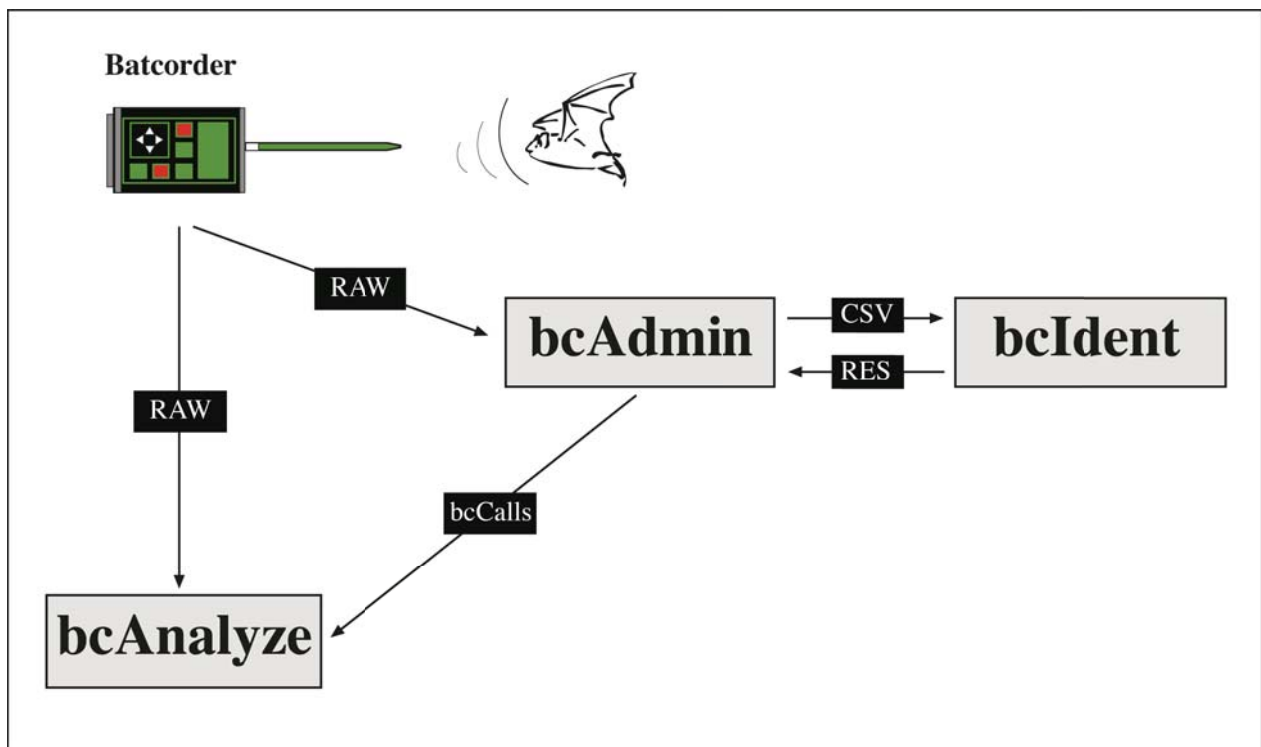 Batcorder
RAW
bcAdmin
CSV
bcIdent
RES
RAW
bcCalls
bcAnalyze